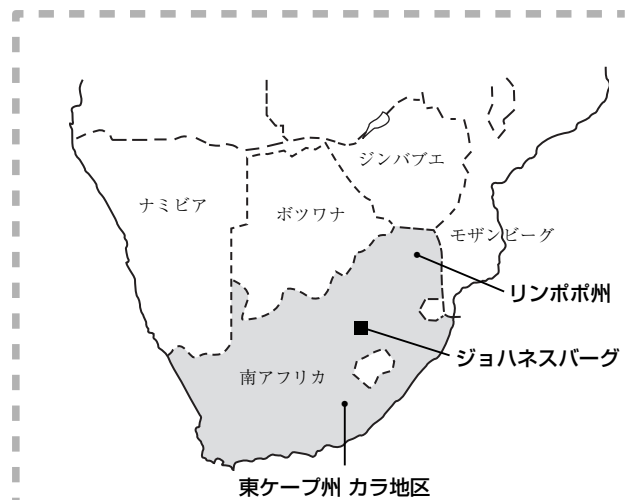 ジンバブエ
ナミビア
ボツワナ
モザンビーグ
リンポポ州
ジョハネスバーグ
南アフリカ
東ケープ州 カラ地区